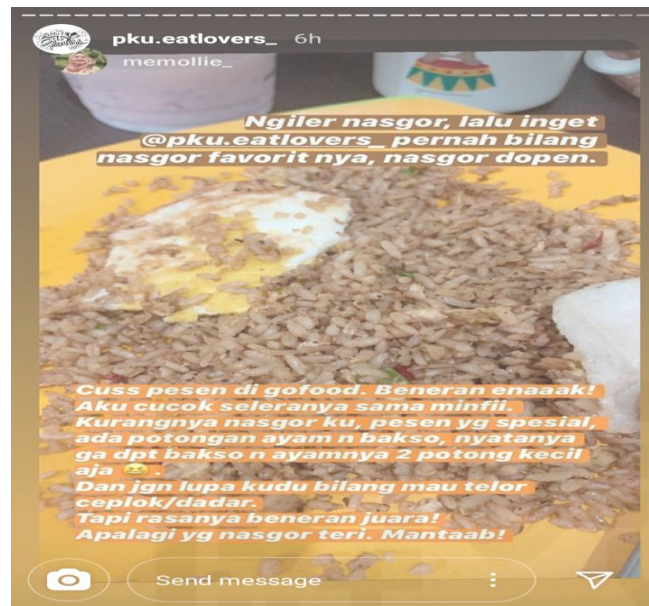 pku.eatlovers_ 6h
memollie_
Ngiler nasgor, lalu inget
@pku.eatlovers_ pernah bilang
nasgor favorit nya, nasgor dopen.
Cuss pesen di gofood. Beneran enaaak!
Aku cucok seleranya sama minfii.
Kurangnya nasgor ku, pesen yg spesial,
ada potongan ayam n bakso, nyatanya
ga dpt bakso n ayamnya 2 potong kecil
aja 😆 .
Dan jgn lupa kudu bilang mau telor
ceplok/dadar.
Tapi rasanya beneran juara!
Apalagi yg nasgor teri. Mantaab!
Send message